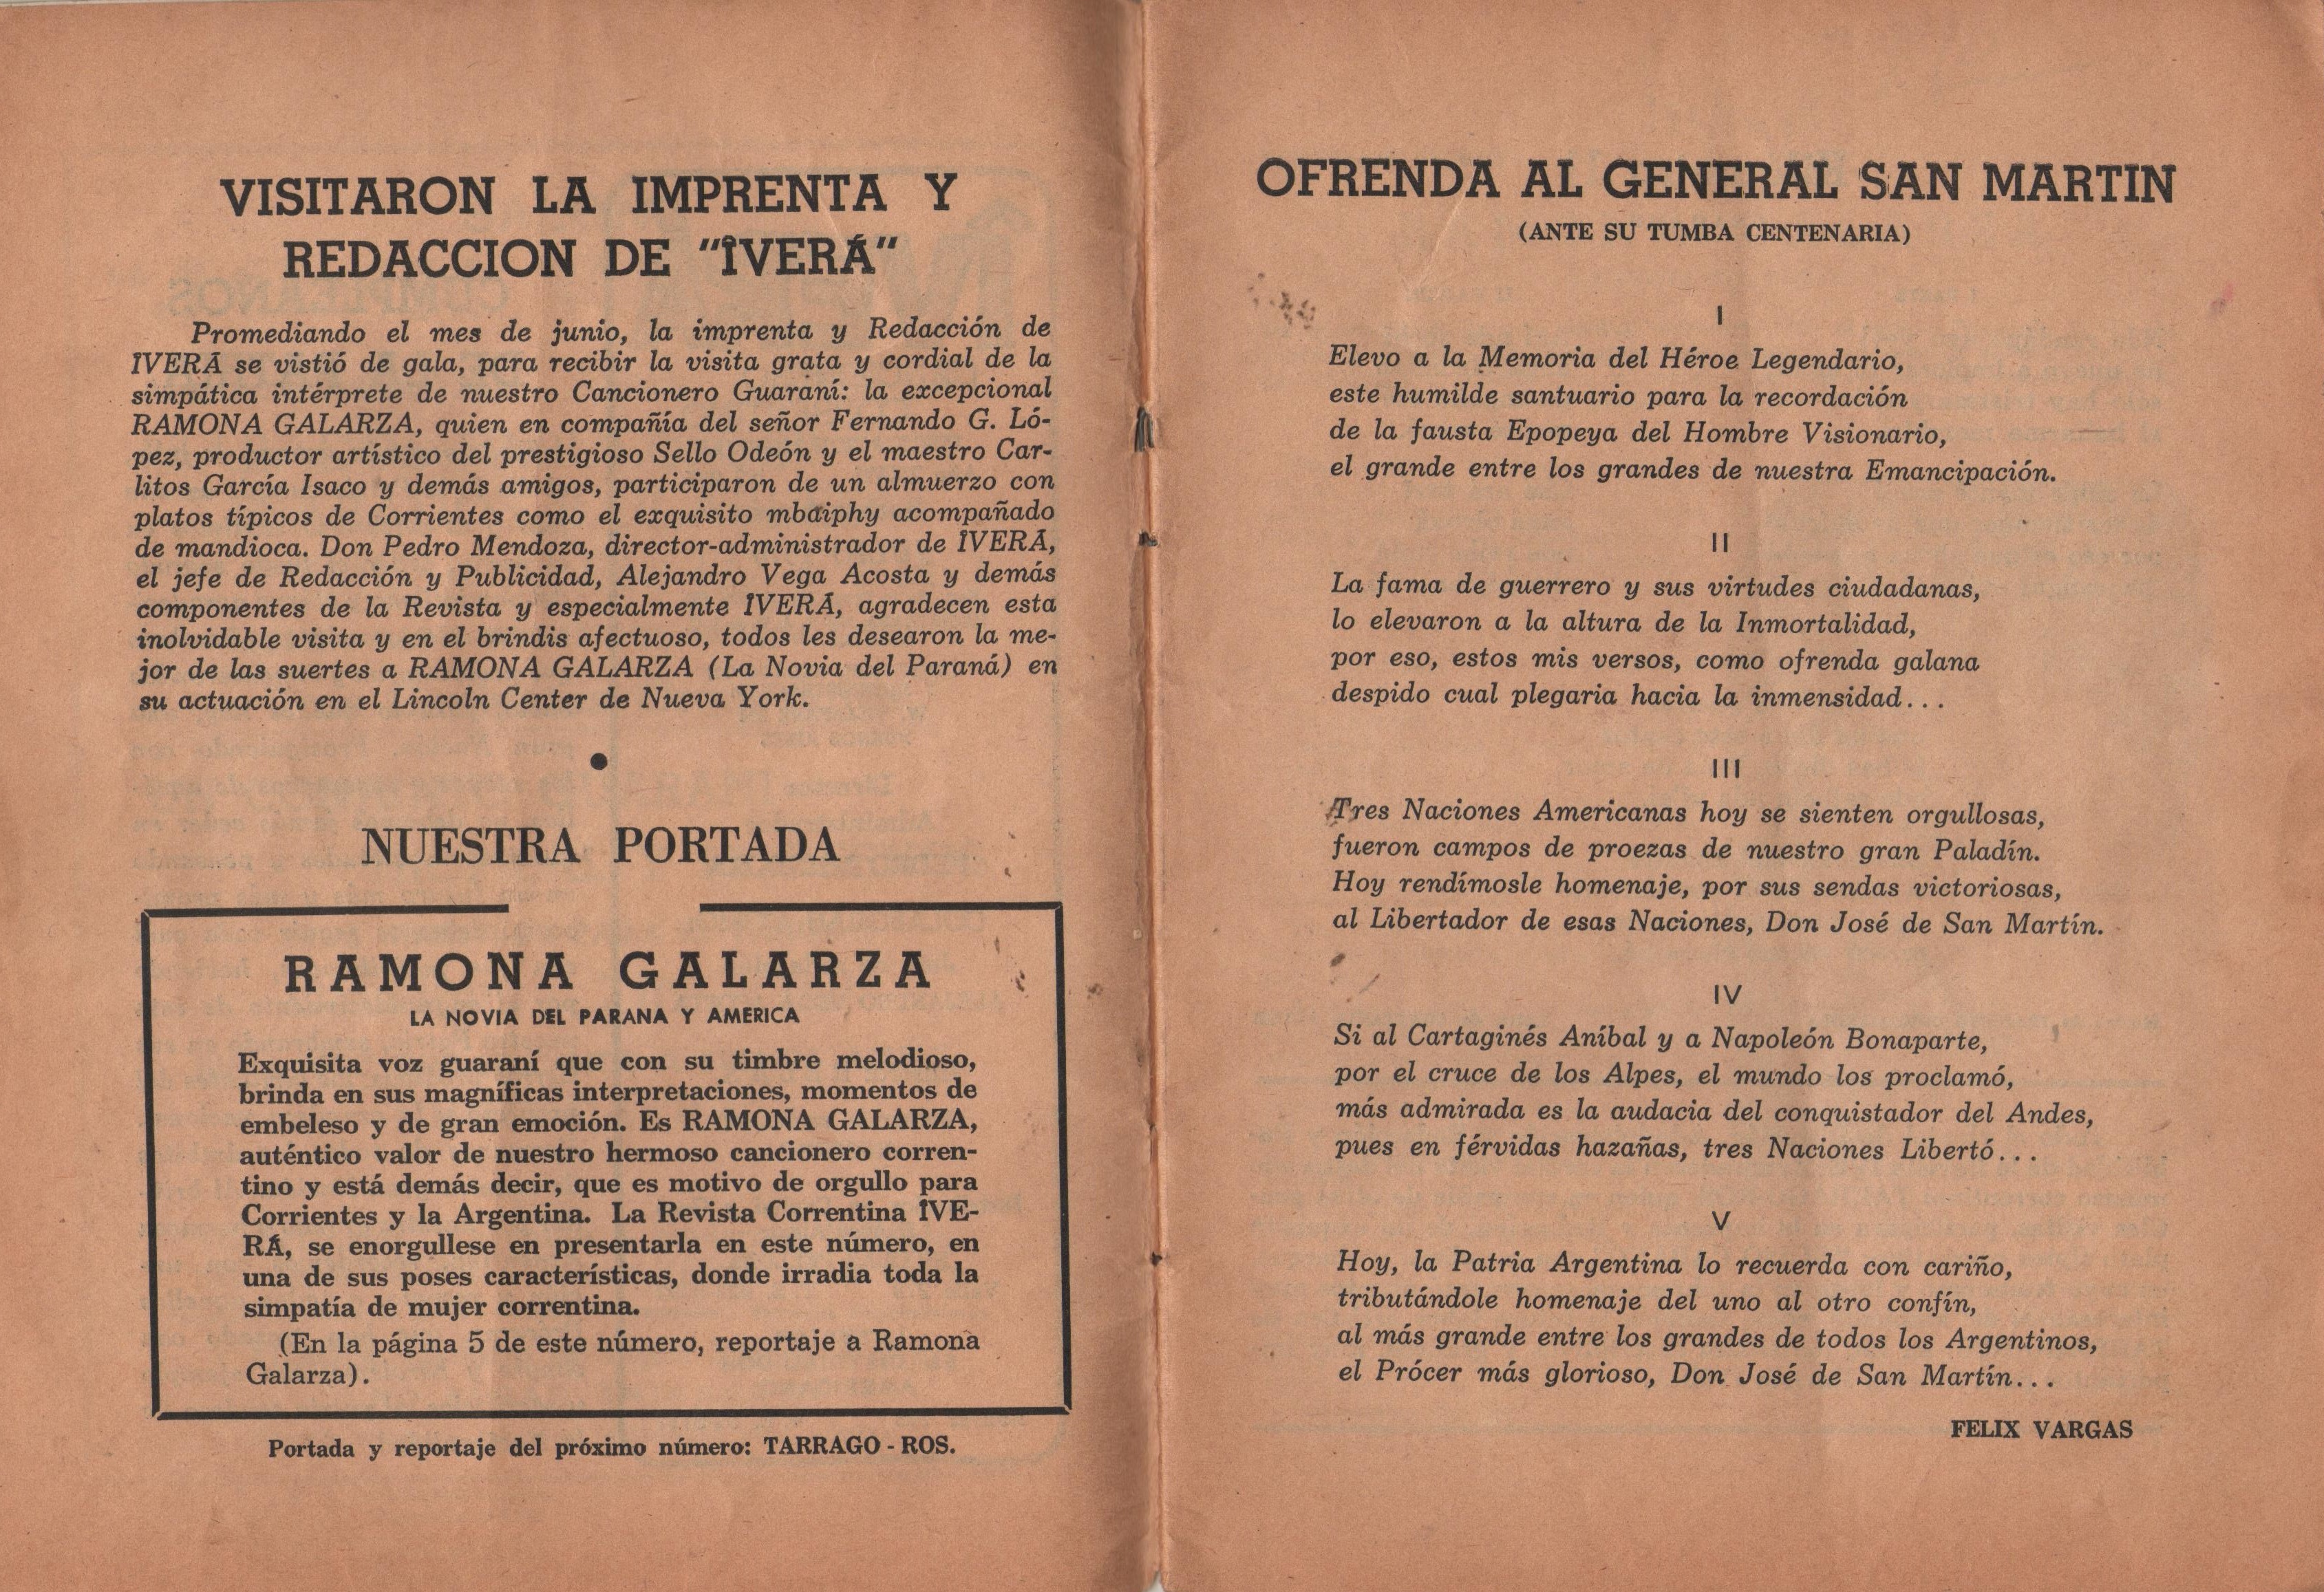 VISITARON LA IMPRENTA Y
REDACCION DE "ÎVERÁ"
Promediando el mes de junio, la imprenta y Redacción de
ÎVERÁ se vistió de gala, para recibir la visita grata y cordial de la
simpática intérprete de nuestro Cancionero Guaraní: la excepcional
RAMONA GALARZA, quien en compañía del señor Fernando G. Ló-
pez, productor artístico del prestigioso Sello Odeón y el maestro Car-
litos García Isaco y demás amigos, participaron de un almuerzo con
platos típicos de Corrientes como el exquisito mbaiphy acompañado
de mandioca. Don Pedro Mendoza, director-administrador de ÎVERÁ,
el jefe de Redacción y Publicidad, Alejandro Vega Acosta y demás
componentes de la Revista y especialmente ÎVERÁ, agradecen esta
inolvidable visita y en el brindis afectuoso, todos les desearon la me-
jor de las suertes a RAMONA GALARZA (La Novia del Paraná) en
su actuación en el Lincoln Center de Nueva York.
NUESTRA PORTADA
RAMONA GALARZA
LA NOVIA DEL PARANA Y AMERICA
Exquisita voz guaraní que con su timbre melodioso,
brinda en sus magníficas interpretaciones, momentos de
embeleso y de gran emoción. Es RAMONA GALARZA,
auténtico valor de nuestro hermoso cancionero corren-
tino y está demás decir, que es motivo de orgullo para
Corrientes y la Argentina. La Revista Correntina ÎVE-
RÁ, se enorgullese en presentarla en este número, en
una de sus poses características, donde irradia toda la
simpatía de mujer correntina.
(En la página 5 de este número, reportaje a Ramona
Galarza).
Portada y reportaje del próximo número: TARRAGO - ROS.
OFRENDA AL GENERAL SAN MARTIN
(ANTE SU TUMBA CENTENARIA)
I
Elevo a la Memoria del Héroe Legendario,
este humilde santuario para la recordación
de la fausta Epopeya del Hombre Visionario,
el grande entre los grandes de nuestra Emancipación.
II
La fama de guerrero y sus virtudes ciudadanas,
lo elevaron a la altura de la Inmortalidad,
por eso, estos mis versos, como ofrenda galana
despido cual plegaria hacia la inmensidad...
III
Tres Naciones Americanas hoy se sienten orgullosas,
fueron campos de proezas de nuestro gran Paladín.
Hoy rendímosle homenaje, por sus sendas victoriosas,
al Libertador de esas Naciones, Don José de San Martín.
IV
Si al Cartaginés Aníbal y a Napoleón Bonaparte,
por el cruce de los Alpes, el mundo los proclamó,
más admirada es la audacia del conquistador del Andes,
pues en férvidas hazañas, tres Naciones Libertó...
V
Hoy, la Patria Argentina lo recuerda con cariño,
tributándole homenaje del uno al otro confín,
al más grande entre los grandes de todos los Argentinos,
el Prócer más glorioso, Don José de San Martín...
FELIX VARGAS